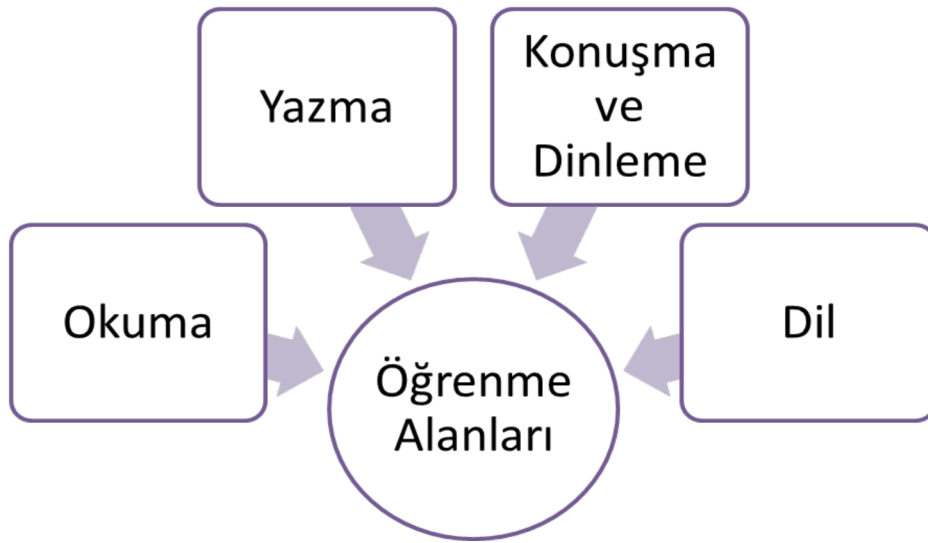 Yazma
Konuşma
ve
Dinleme
Okuma
Dil
Öğrenme
Alanları